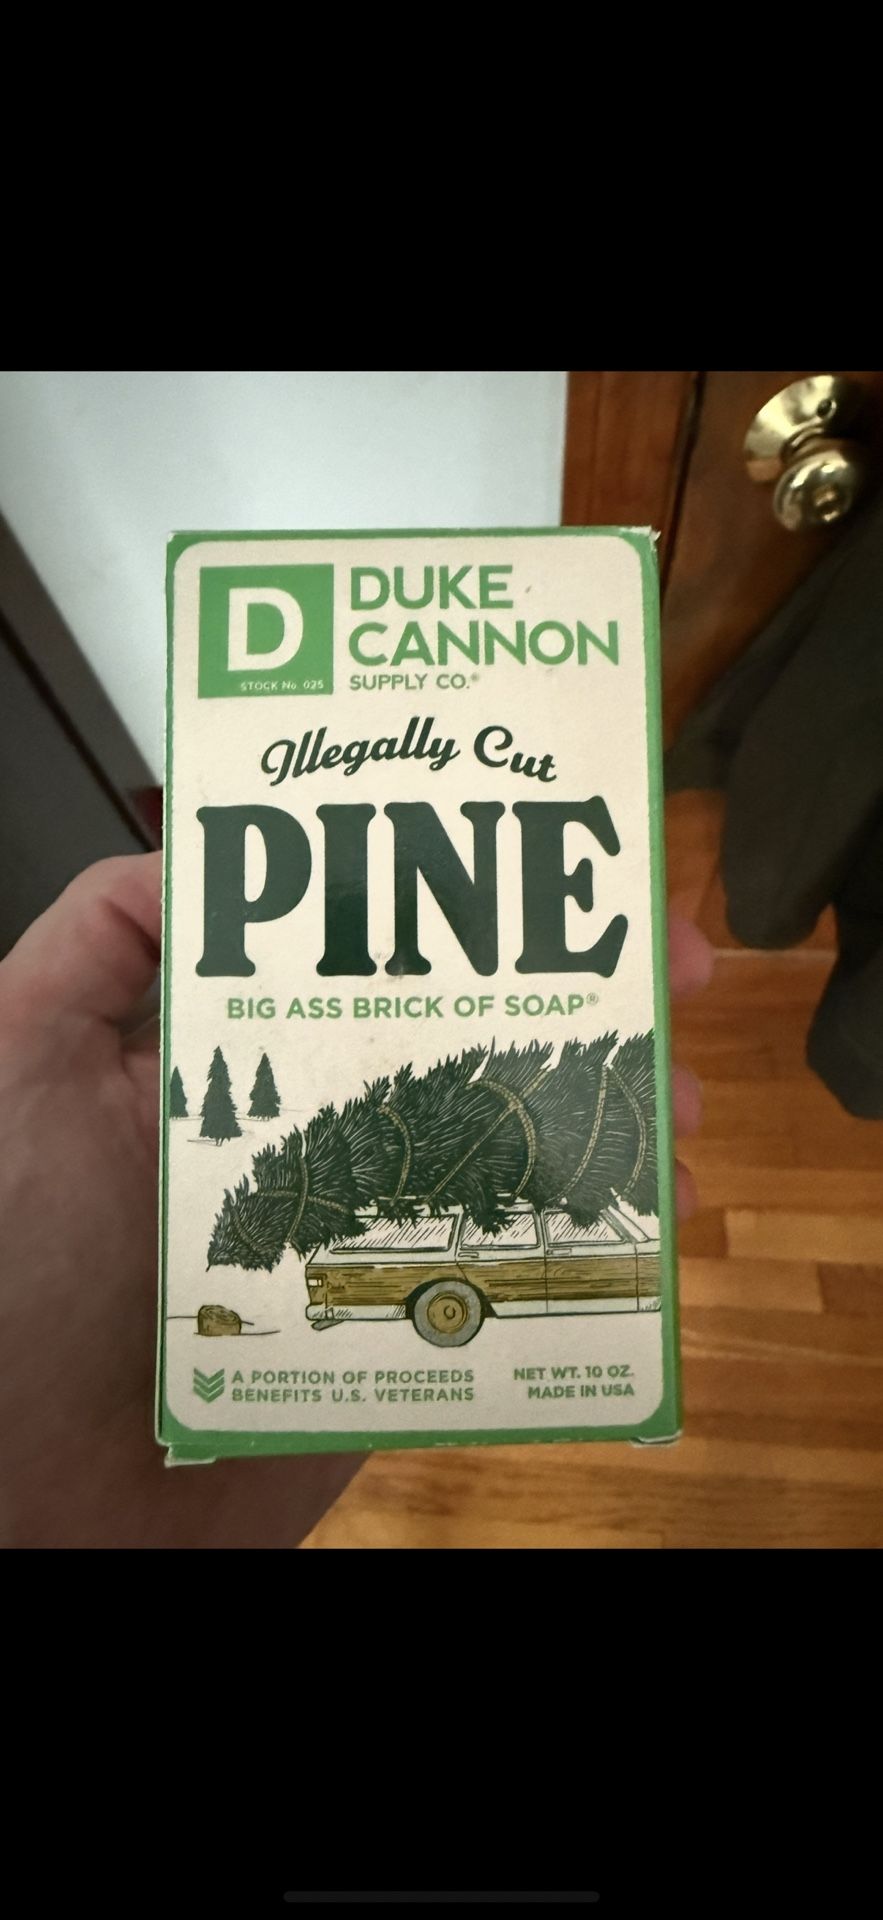 D
STOCK No 025
DUKE
CANNON
SUPPLY CO.®
Illegally Cut
PINE
BIG ASS BRICK OF SOAP®
A PORTION OF PROCEEDS
BENEFITS U.S. VETERANS
NET WT. 10 OZ.
MADE IN USA